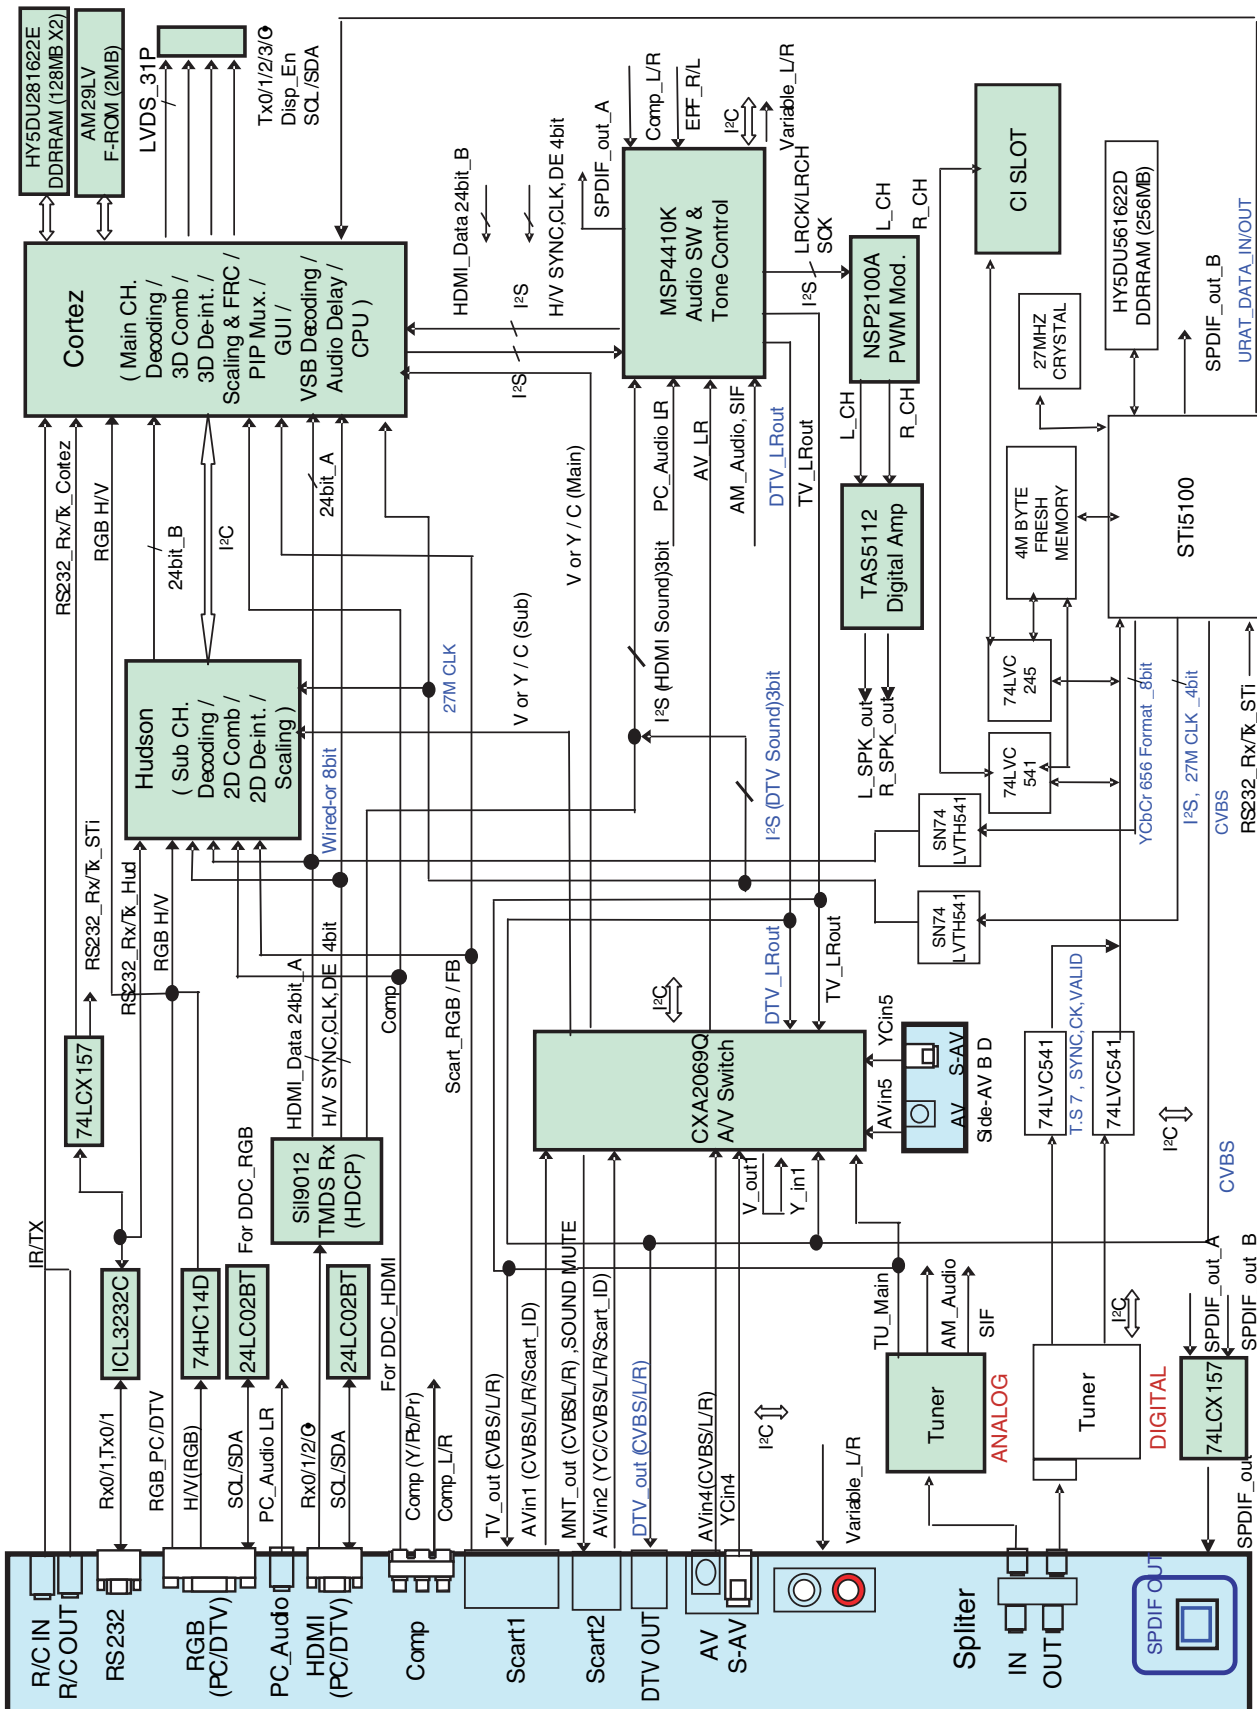 R/C IN
R/C OUT
RS232
RGB
(PC/DTV)
PC_Audio
HDMI
(PC/DTV)
Comp
Scart1
Scart2
DTV OUT
AV
S-AV
Spliter
IN
OUT
SPDIF OUT
IR/TX
Rx0/1,Tx0/1
RGB_PC/DTV
H/V(RGB)
SCL/SDA
PC_Audio LR
Rx0/1/2/C
SCL/SDA
Comp (Y/Pb/Pr)
Comp_L/R
TV_out (CVBS/L/R)
AVin1 (CVBS/L/R/Scart_ID)
MNT_out (CVBS/L/R) ,SOUND MUTE
AVin2 (YC/CVBS/L/R/Scart_ID)
DTV_out (CVBS/L/R)
AVin4(CVBS/L/R)
YCin4
I²C
Variable_L/R
SPDIF_out
ICL3232C
74HC14D
24LC02BT
For DDC_RGB
24LC02BT
For DDC_HDMI
TU_Main
AM_Audio
SIF
Tuner
ANALOG
Tuner
DIGITAL
I²C
74LCX157
SPDIF_out_A
SPDIF out B
74LCX157
RS232_Rx/Tx_STi
RS232_Rx/Tx_Hud
RGB H/V
SiI9012
TMDS Rx
(HDCP)
HDMI_Data 24bit_A
H/V SYNC,CLK,DE 4bit
Comp
Scart_RGB / FB
CXA2069Q
A/V Switch
I²C
V_out1
Y_in1
AVin5
YCin5
AV
S-AV
Side-AV B D
DTV_LRout
TV_LRout
74LVC541
T.S 7 , SYNC,CK,VALID
74LVC541
I²C
CVBS
Hudson
( Sub CH.
Decoding /
2D Comb /
2D De-int. /
Scaling )
Wired-or 8bit
27M CLK
V or Y / C (Sub)
V or Y / C (Main)
I²S (HDMI Sound)3bit
I²S (DTV Sound)3bit
SN74
LVTH541
SN74
LVTH541
74LVC
541
74LVC
245
YCbCr 656 Format _8bit
I²S, 27M CLK _4bit
CVBS
RS232_Rx/Tx_STi
RS232_Rx/Tx_Cortez
RGB H/V
24bit_B
I²C
24bit_A
PC_Audio LR
AV_LR
AM_Audio, SIF
DTV_LRout
TV_LRout
L_SPK_out
R_SPK_out
TAS5112
Digital Amp
L_CH
R_CH
4M BYTE
FRESH
MEMORY
STi5100
Cortez
( Main CH.
Decoding /
3D Comb /
3D De-int. /
Scaling & FRC /
PIP Mux. /
GUI /
VSB Decoding /
Audio Delay /
CPU )
I²S
I²S
HDMI_Data 24bit_B
H/V SYNC,CLK,DE 4bit
SPDIF_out_A
MSP4410K
Audio SW &
Tone Control
Comp_L/R
EPF_R/L
I²C
Variable_L/R
I²S
LRCK/LRCH
SCK
NSP2100A
PWM Mod.
L_CH
R_CH
CI SLOT
27MHZ
CRYSTAL
HY5DU561622D
DDRRAM (256MB)
SPDIF_out_B
URAT_DATA_IN/OUT
HY5DU281622E
DDRRAM (128MB X2)
AM29LV
F-ROM (2MB)
LVDS_31P
Tx0/1/2/3/C
Disp_En
SCL/SDA